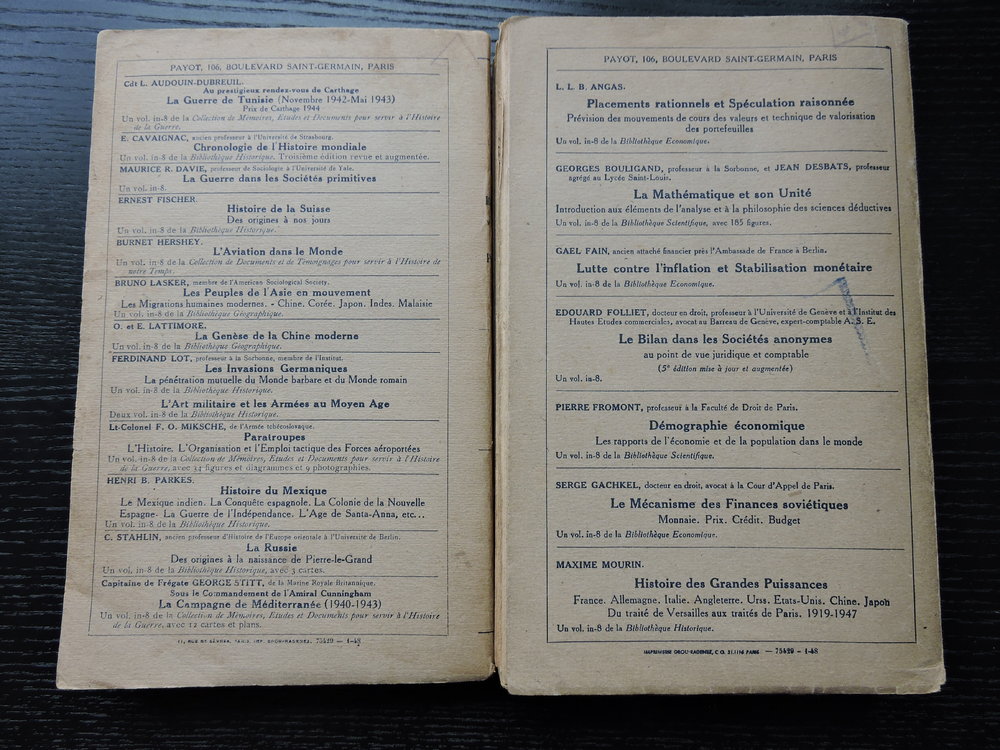 PAYOT, 106, BOULEVARD SAINT-GERMAIN, PARIS
Cdt L. AUDOUIN-DUBREUIL.
Au prestigieux rendez-vous de Carthage
La Guerre de Tunisie (Novembre 1942-Mai 1943)
Prix de Carthage 1944
Un vol. in-8 de la Collection de Mémoires, Etudes et Documents pour servir à l'Histoire
de la Guerre.
E. CAVAIGNAC, ancien professeur à l'Université de Strasbourg.
Chronologie de l'Histoire mondiale
Un vol. in-8 de la Bibliothèque Historique. Troisième édition revue et augmentée.
MAURICE R. DAVIE, professeur de Sociologie à l'Université de Yale.
La Guerre dans les Sociétés primitives
Un vol. in-8.
ERNEST FISCHER.
Histoire de la Suisse
Des origines à nos jours
Un vol. in-8 de la Bibliothèque Historique.
BURNET HERSHEY.
L'Aviation dans le Monde
Un vol. in-8 de la Collection de Documents et de Témoignages pour servir à l'Histoire de
notre Temps.
BRUNO LASKER, membre de l'American Sociological Society.
Les Peuples de l'Asie en mouvement
Les Migrations humaines modernes. - Chine. Corée. Japon. Indes. Malaisie
Un vol. in-8 de la Bibliothèque Géographique.
O. et E. LATTIMORE.
La Genèse de la Chine moderne
Un vol. in-8 de la Bibliothèque Géographique.
FERDINAND LOT, professeur à la Sorbonne, membre de l'Institut.
Les Invasions Germaniques
La pénétration mutuelle du Monde barbare et du Monde romain
Un vol. in-8 de la Bibliothèque Historique.
L'Art militaire et les Armées au Moyen Age
Deux vol. in-8 de la Bibliothèque Historique.
Lt-Colonel F. O. MIKSCHE, de l'Armée tchécoslovaque.
Paratroupes
L'Histoire. L'Organisation et l'Emploi tactique des Forces aéroportées
Un vol. in-8 de la Collection de Mémoires, Etudes et Documents pour servir à l'Histoire
de la Guerre, avec 34 figures et diagrammes et 9 photographies.
HENRI B. PARKES.
Histoire du Mexique
Le Mexique indien. La Conquête espagnole. La Colonie de la Nouvelle
Espagne. La Guerre de l'Indépendance. L'Age de Santa-Anna, etc...
Un vol. in-8 de la Bibliothèque Historique.
C. STAHLIN, ancien professeur d'Histoire de l'Europe orientale à l'Université de Berlin.
La Russie
Des origines à la naissance de Pierre-le-Grand
Un vol. in-8 de la Bibliothèque Historique, avec 3 cartes.
Capitaine de Frégate GEORGE STITT, de la Marine Royale Britannique.
Sous le Commandement de l'Amiral Cunningham
La Campagne de Méditerranée (1940-1943)
Un vol. in-8 de la Collection de Mémoires, Etudes et Documents pour servir à l'Histoire
de la Guerre, avec 12 cartes et plans.
RUE DE SÈVRES, PARIS. IMP. 75429 - 1-48
PAYOT, 106, BOULEVARD SAINT-GERMAIN, PARIS
L. L. B. ANGAS.
Placements rationnels et Spéculation raisonnée
Prévision des mouvements de cours des valeurs et technique de valorisation
des portefeuilles
Un vol. in-8 de la Bibliothèque Economique.
GEORGES BOULIGAND, professeur à la Sorbonne, et JEAN DESBATS, professeur
agrégé au Lycée Saint-Louis.
La Mathématique et son Unité
Introduction aux éléments de l'analyse et à la philosophie des sciences déductives
Un vol. in-8 de la Bibliothèque Scientifique, avec 185 figures.
GAEL FAIN, ancien attaché financier près l'Ambassade de France à Berlin.
Lutte contre l'inflation et Stabilisation monétaire
Un vol. in-8 de la Bibliothèque Economique.
EDOUARD FOLLIET, docteur en droit, professeur à l'Université de Genève et à l'Institut des
Hautes Etudes commerciales, avocat au Barreau de Genève, expert-comptable A. S. E.
Le Bilan dans les Sociétés anonymes
au point de vue juridique et comptable
(5e édition mise à jour et augmentée)
Un vol. in-8.
PIERRE FROMONT, professeur à la Faculté de Droit de Paris.
Démographie économique
Les rapports de l'économie et de la population dans le monde
Un vol. in-8 de la Bibliothèque Scientifique.
SERGE GACHKEL, docteur en droit, avocat à la Cour d'Appel de Paris.
Le Mécanisme des Finances soviétiques
Monnaie. Prix. Crédit. Budget
Un vol. in-8 de la Bibliothèque Economique.
MAXIME MOURIN.
Histoire des Grandes Puissances
France. Allemagne. Italie. Angleterre. Urss. Etats-Unis. Chine. Japon
Du traité de Versailles aux traités de Paris. 1919-1947
Un vol. in-8 de la Bibliothèque Historique.
IMPRIMERIE PARIS — 75429 - 1-48